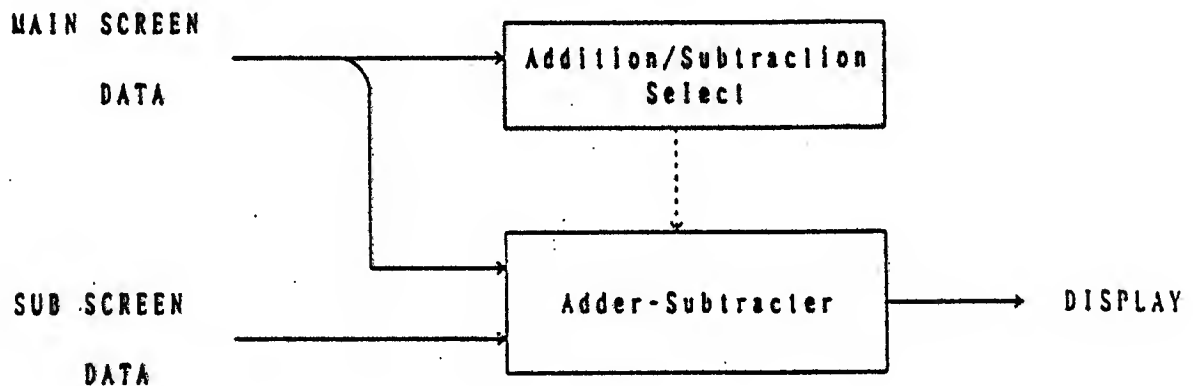 MAIN SCREEN
DATA
Addition/Subtraction
Select
Adder-Subtracter
SUB SCREEN
DATA
DISPLAY